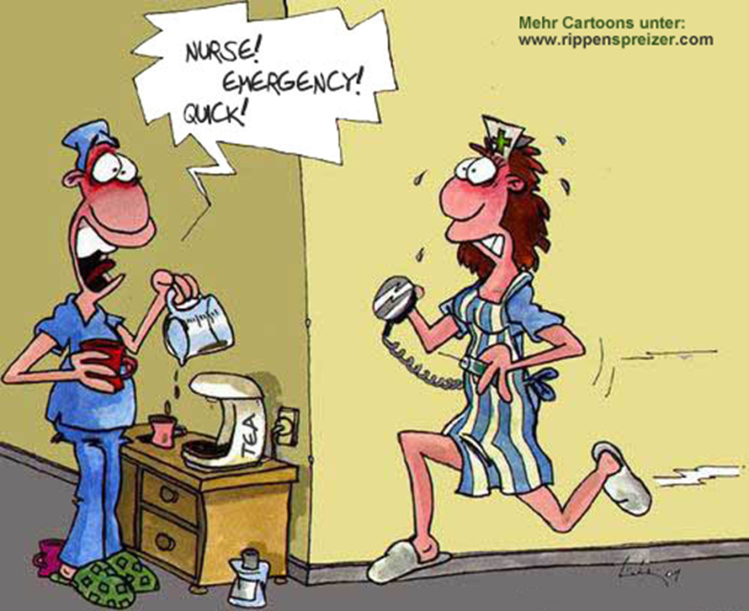 Mehr Cartoons unter:
www.rippenspreizer.com
NURSE!
EMERGENCY!
QUICK!
TEA